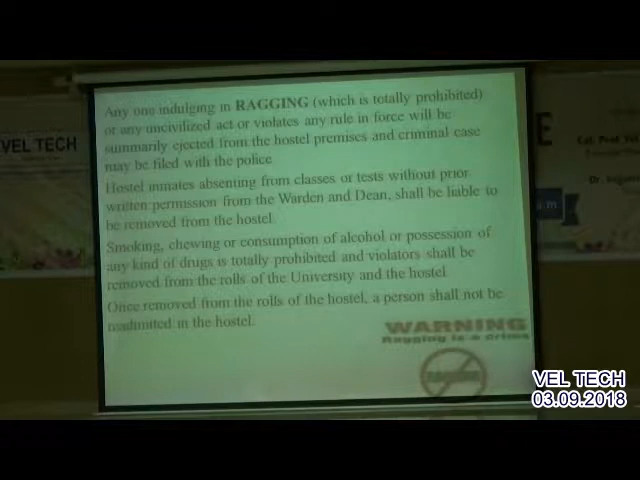 VEL TECH
Any one indulging in RAGGING (which is totally prohibited)
or any uncivilized act or violates any rule in force will be
summarily ejected from the hostel premises and criminal case
may be filed with the police
Hostel inmates absenting from classes or tests without prior
written permission from the Warden and Dean, shall be liable to
be removed from the hostel.
Smoking, chewing or consumption of alcohol or possession of
any kind of drugs is totally prohibited and violators shall be
removed from the rolls of the University and the hostel.
Once removed from the rolls of the hostel, a person shall not be
readmitted in the hostel.
WARNING
Ragging is a crime
E
Col. Prof.
Dr.
VEL TECH
03.09.2018